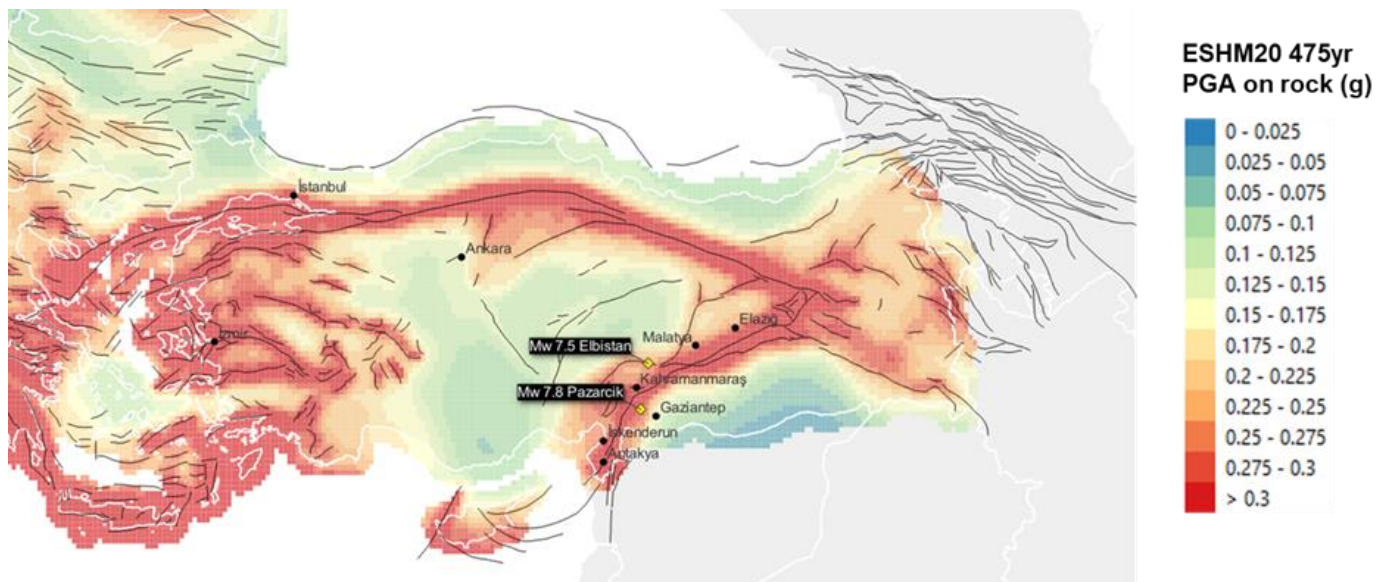 ESHM20 475yr
PGA on rock (g)
0 - 0.025
0.025 - 0.05
0.05 - 0.075
0.075 - 0.1
0.1 - 0.125
0.125 - 0.15
0.15 - 0.175
0.175 - 0.2
0.2 - 0.225
0.225 - 0.25
0.25 - 0.275
0.275 - 0.3
> 0.3
İstanbul
Ankara
Elazığ
İzmir
Malatya
Mw 7.5 Elbistan
Kahramanmaraş
Mw 7.8 Pazarcik
Gaziantep
İskenderun
Antakya